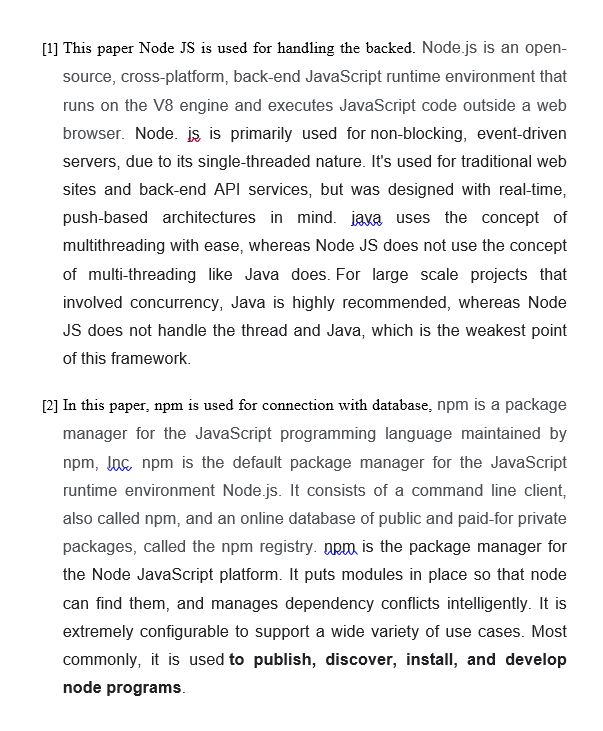 [1] This paper Node JS is used for handling the backed. Node.js is an open-
source, cross-platform, back-end JavaScript runtime environment that
runs on the V8 engine and executes JavaScript code outside a web
browser. Node. js is primarily used for non-blocking, event-driven
servers, due to its single-threaded nature. It's used for traditional web
sites and back-end API services, but was designed with real-time,
push-based architectures in mind. java uses the concept of
multithreading with ease, whereas Node JS does not use the concept
of multi-threading like Java does. For large scale projects that
involved concurrency, Java is highly recommended, whereas Node
JS does not handle the thread and Java, which is the weakest point
of this framework.
[2] In this paper, npm is used for connection with database, npm is a package
manager for the JavaScript programming language maintained by
npm, Inc. npm is the default package manager for the JavaScript
runtime environment Node.js. It consists of a command line client,
also called npm, and an online database of public and paid-for private
packages, called the npm registry. npm is the package manager for
the Node JavaScript platform. It puts modules in place so that node
can find them, and manages dependency conflicts intelligently. It is
extremely configurable to support a wide variety of use cases. Most
commonly, it is used to publish, discover, install, and develop
node programs.